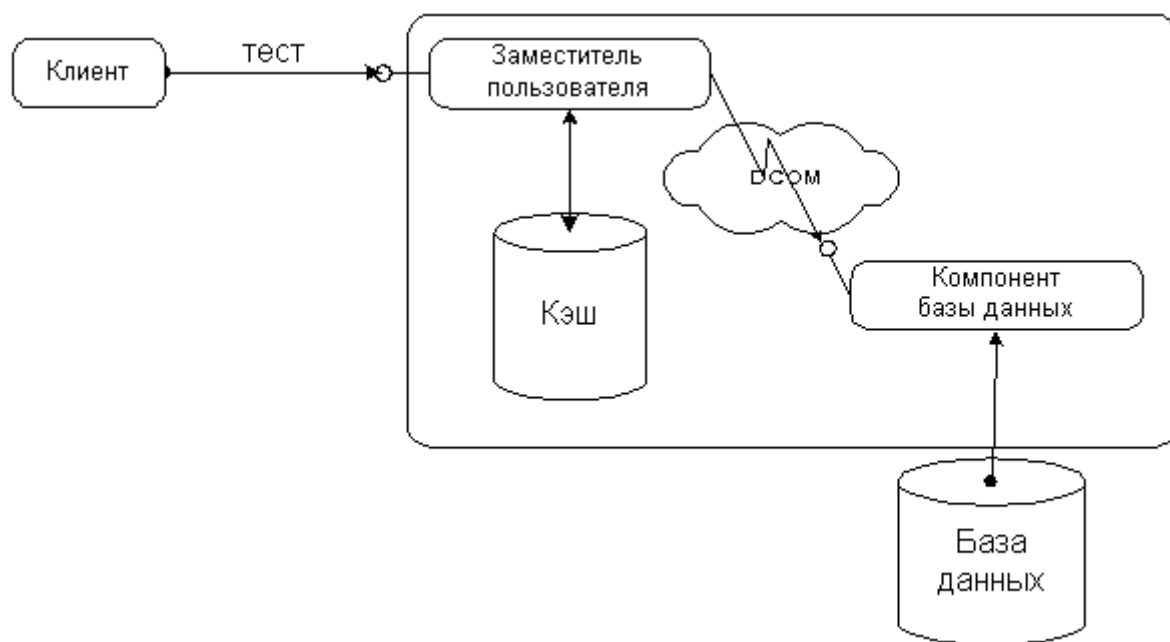 Клиент
тест
Заместитель
пользователя
DCOM
Кэш
Компонент
базы данных
База
данных